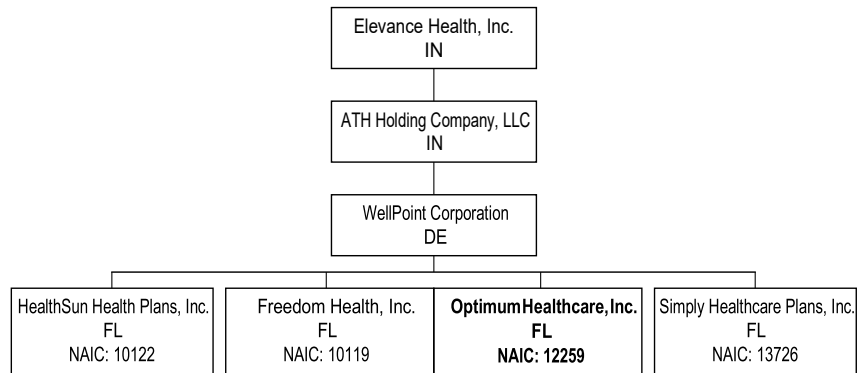 Elevance Health, Inc.
IN
ATH Holding Company, LLC
IN
WellPoint Corporation
DE
HealthSun Health Plans, Inc.
FL
NAIC: 10122
Freedom Health, Inc.
FL
NAIC: 10119
Optimum Healthcare, Inc.
FL
NAIC: 12259
Simply Healthcare Plans, Inc.
FL
NAIC: 13726